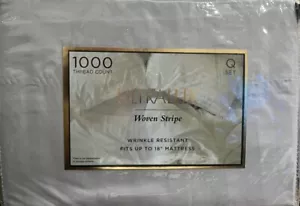 1000
THREAD COUNT
Q
SET
Woven Stripe
WRINKLE RESISTANT
FITS UP TO 18" MATTRESS